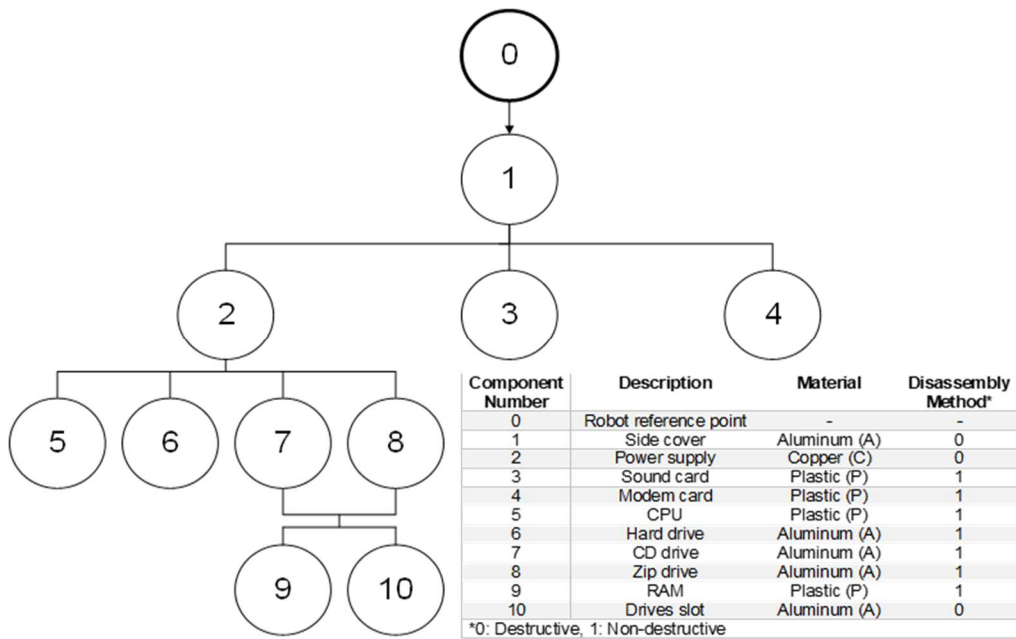 0
1
2 3 4
5 6 7 8
9 10
Component Number Description Material Disassembly Method*
0 Robot reference point - -
1 Side cover Aluminum (A) 0
2 Power supply Copper (C) 0
3 Sound card Plastic (P) 1
4 Modem card Plastic (P) 1
5 CPU Plastic (P) 1
6 Hard drive Aluminum (A) 1
7 CD drive Aluminum (A) 1
8 Zip drive Aluminum (A) 1
9 RAM Plastic (P) 1
10 Drives slot Aluminum (A) 0
*0: Destructive, 1: Non-destructive